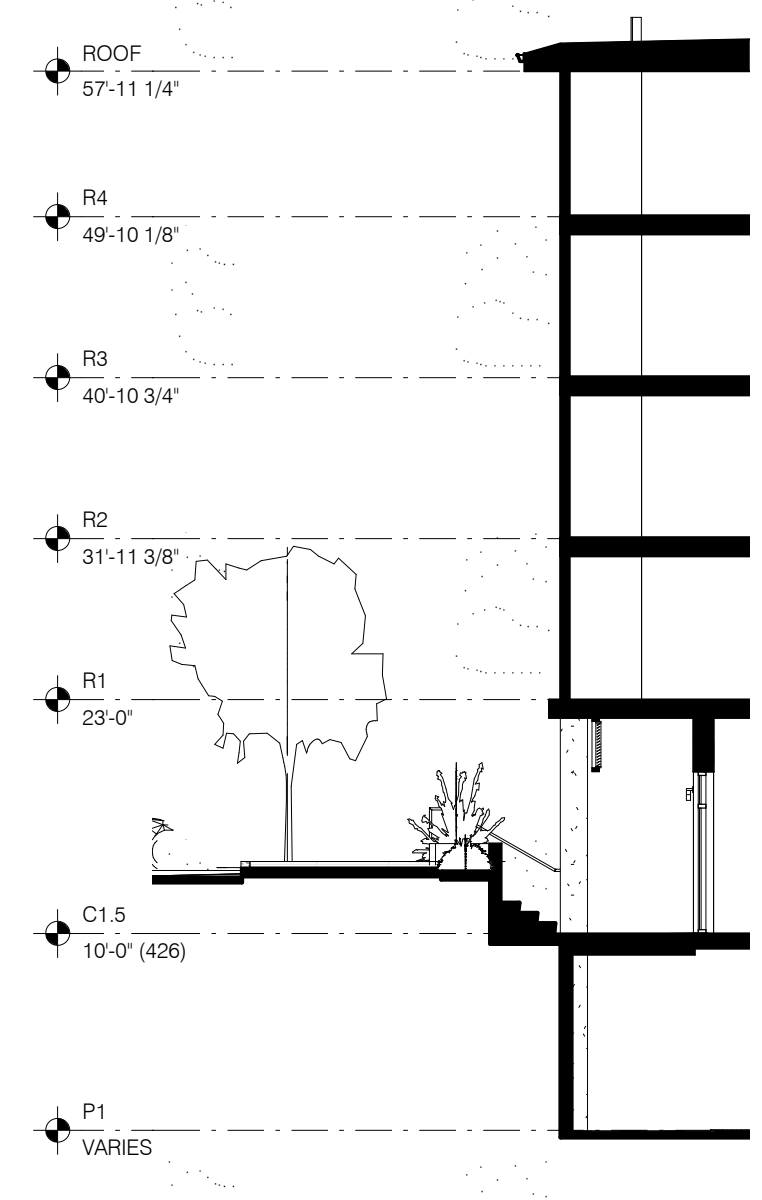 ROOF
57'-11 1/4"
R4
49'-10 1/8"
R3
40'-10 3/4"
R2
31'-11 3/8"
R1
23'-0"
C1.5
10'-0" (426)
P1
VARIES